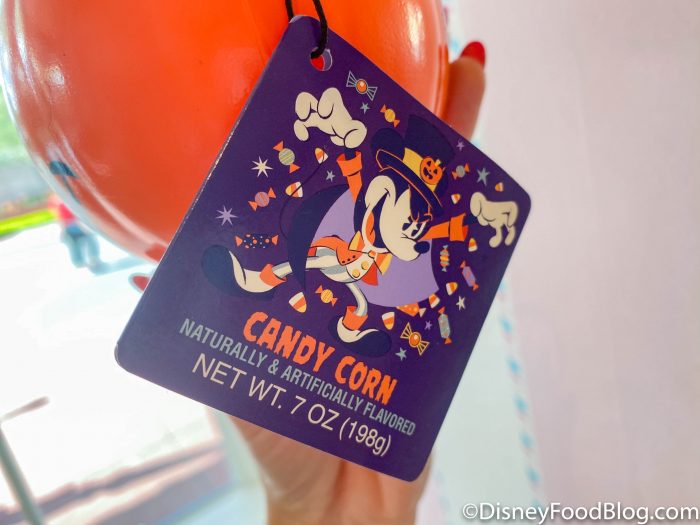 CANDY CORN
NATURALLY & ARTIFICIALLY FLAVORED
NET WT. 7 OZ (198g)
©DisneyFoodBlog.com